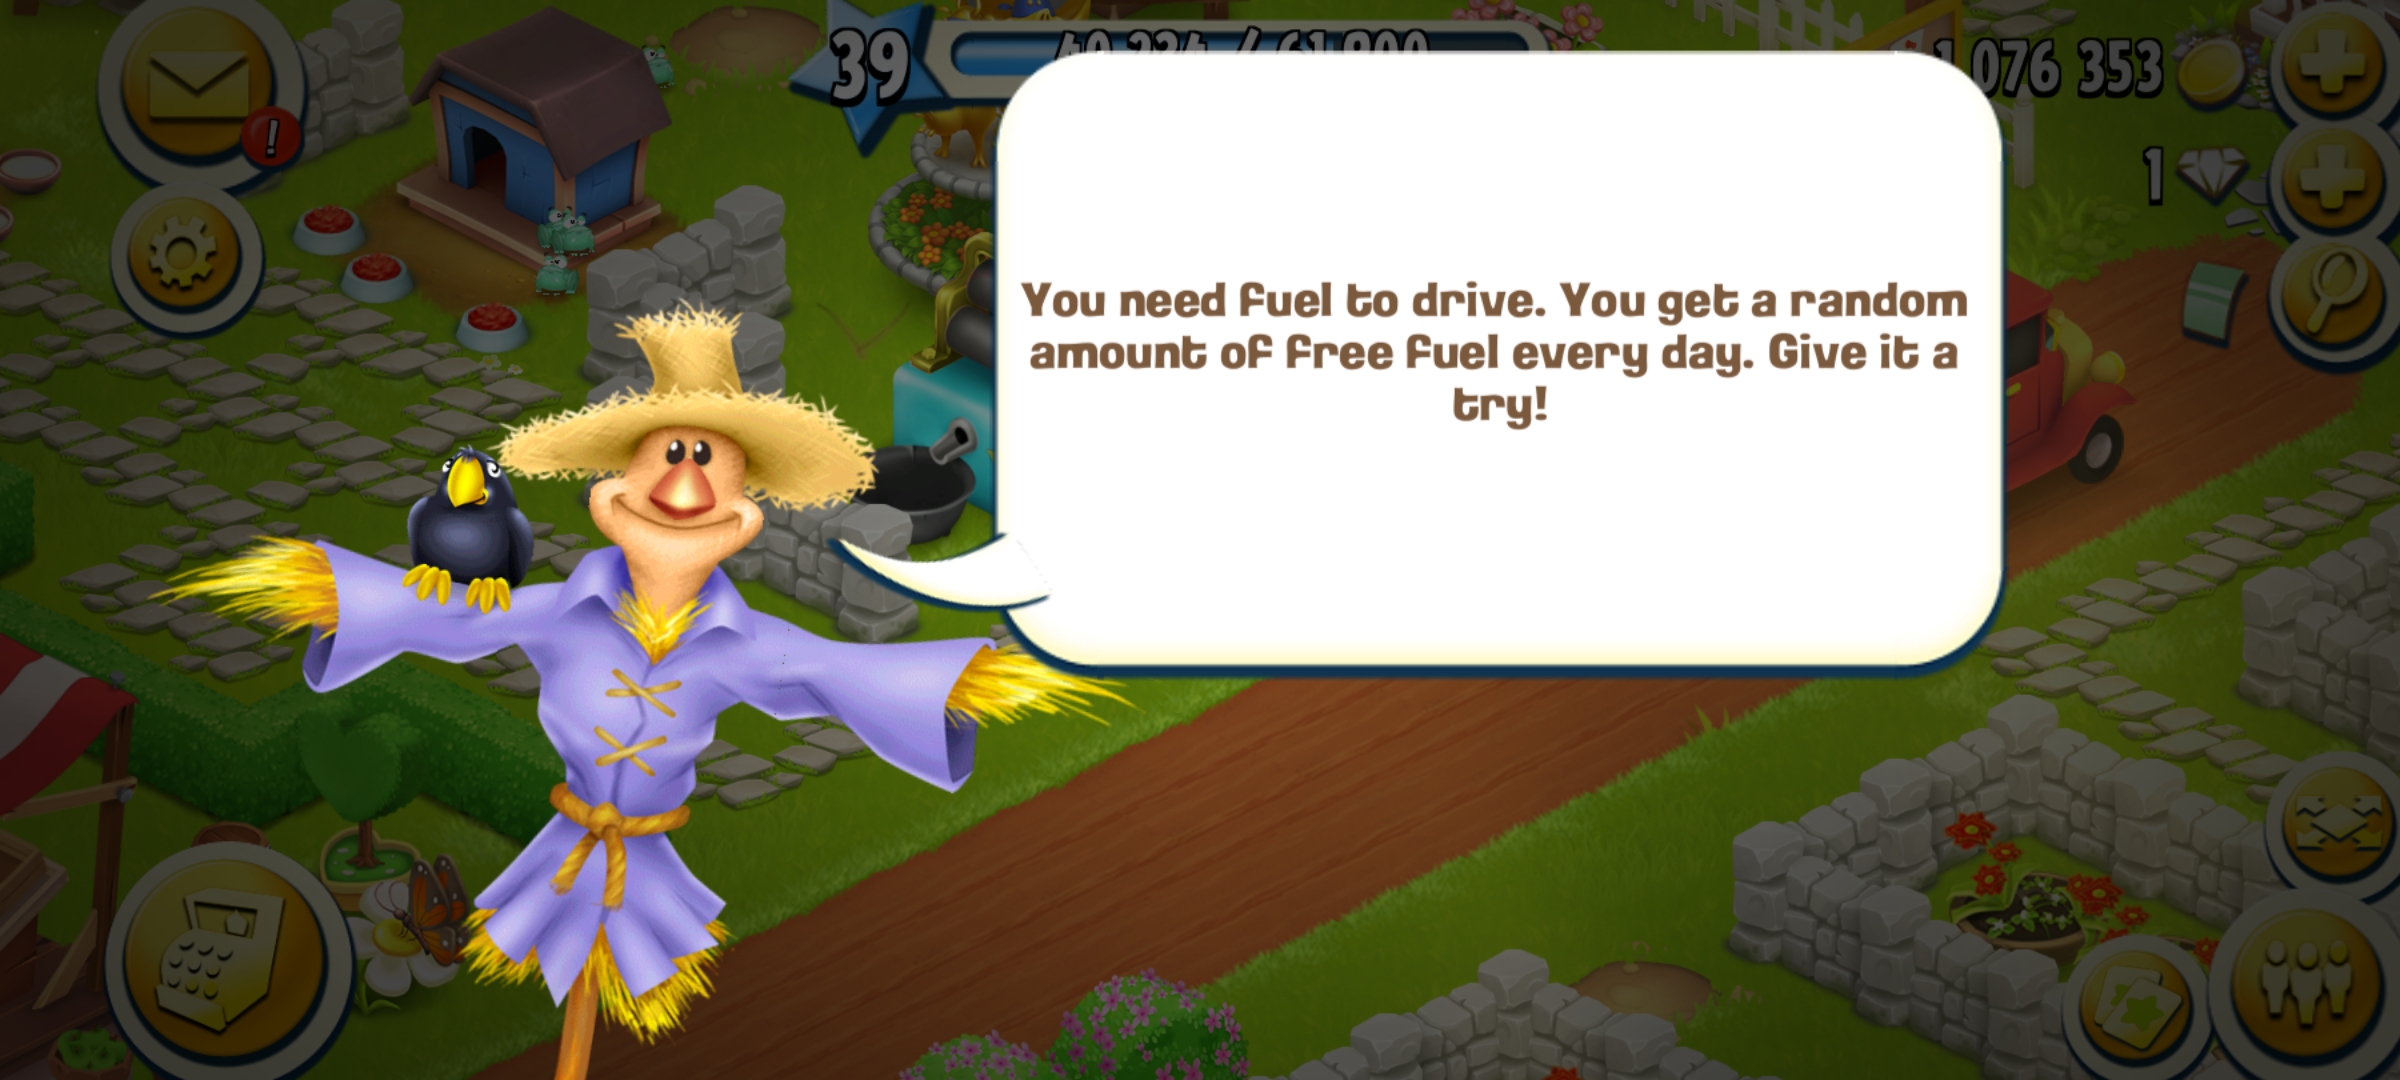 39
1 076 353
1
You need fuel to drive. You get a random
amount of free fuel every day. Give it a
try!